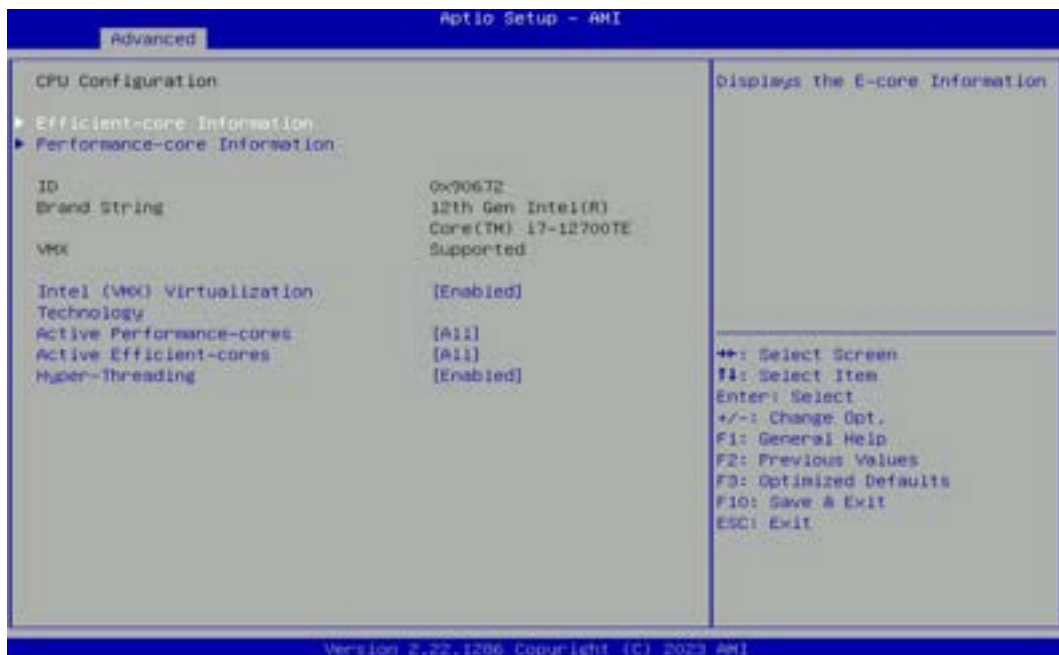 Aptio Setup - AMI
Advanced
CPU Configuration
Efficient-core Information
Performance-core Information
ID 0x90672
Brand String 12th Gen Intel(R)
Core(TM) i7-12700TE
VMX Supported
Intel (VMX) Virtualization [Enabled]
Technology
Active Performance-cores [All]
Active Efficient-cores [All]
Hyper-Threading [Enabled]
Displays the E-core Information
→←: Select Screen
↑↓: Select Item
Enter: Select
+/-: Change Opt.
F1: General Help
F2: Previous Values
F3: Optimized Defaults
F10: Save & Exit
ESC: Exit
Version 2.22.1286 Copyright (C) 2023 AMI